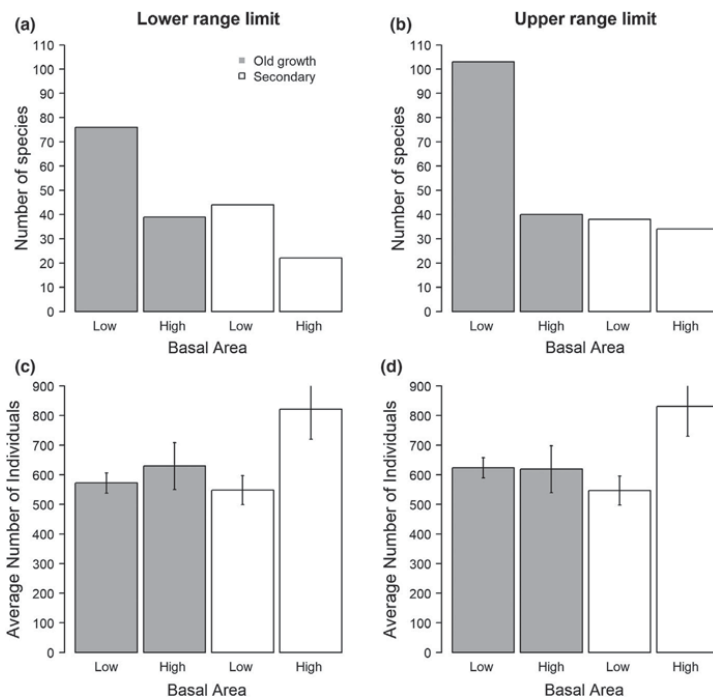 Lower range limit
Upper range limit
(a)
Number of species
110
100
90
80
70
60
50
40
30
20
10
0
Old growth
Secondary
Low High Low High
Basal Area
(b)
Number of species
110
100
90
80
70
60
50
40
30
20
10
0
Low High Low High
Basal Area
(c)
Average Number of Individuals
900
800
700
600
500
400
300
200
100
0
Low High Low High
Basal Area
(d)
Average Number of Individuals
900
800
700
600
500
400
300
200
100
0
Low High Low High
Basal Area